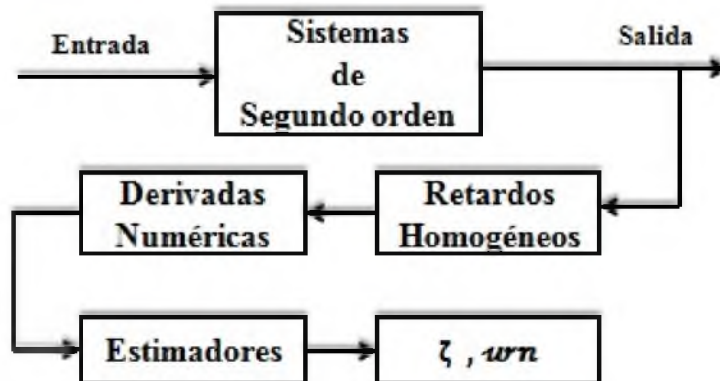 Entrada
Sistemas
de
Segundo orden
Salida
Derivadas
Numéricas
Retardos
Homogéneos
Estimadores
ζ , wn